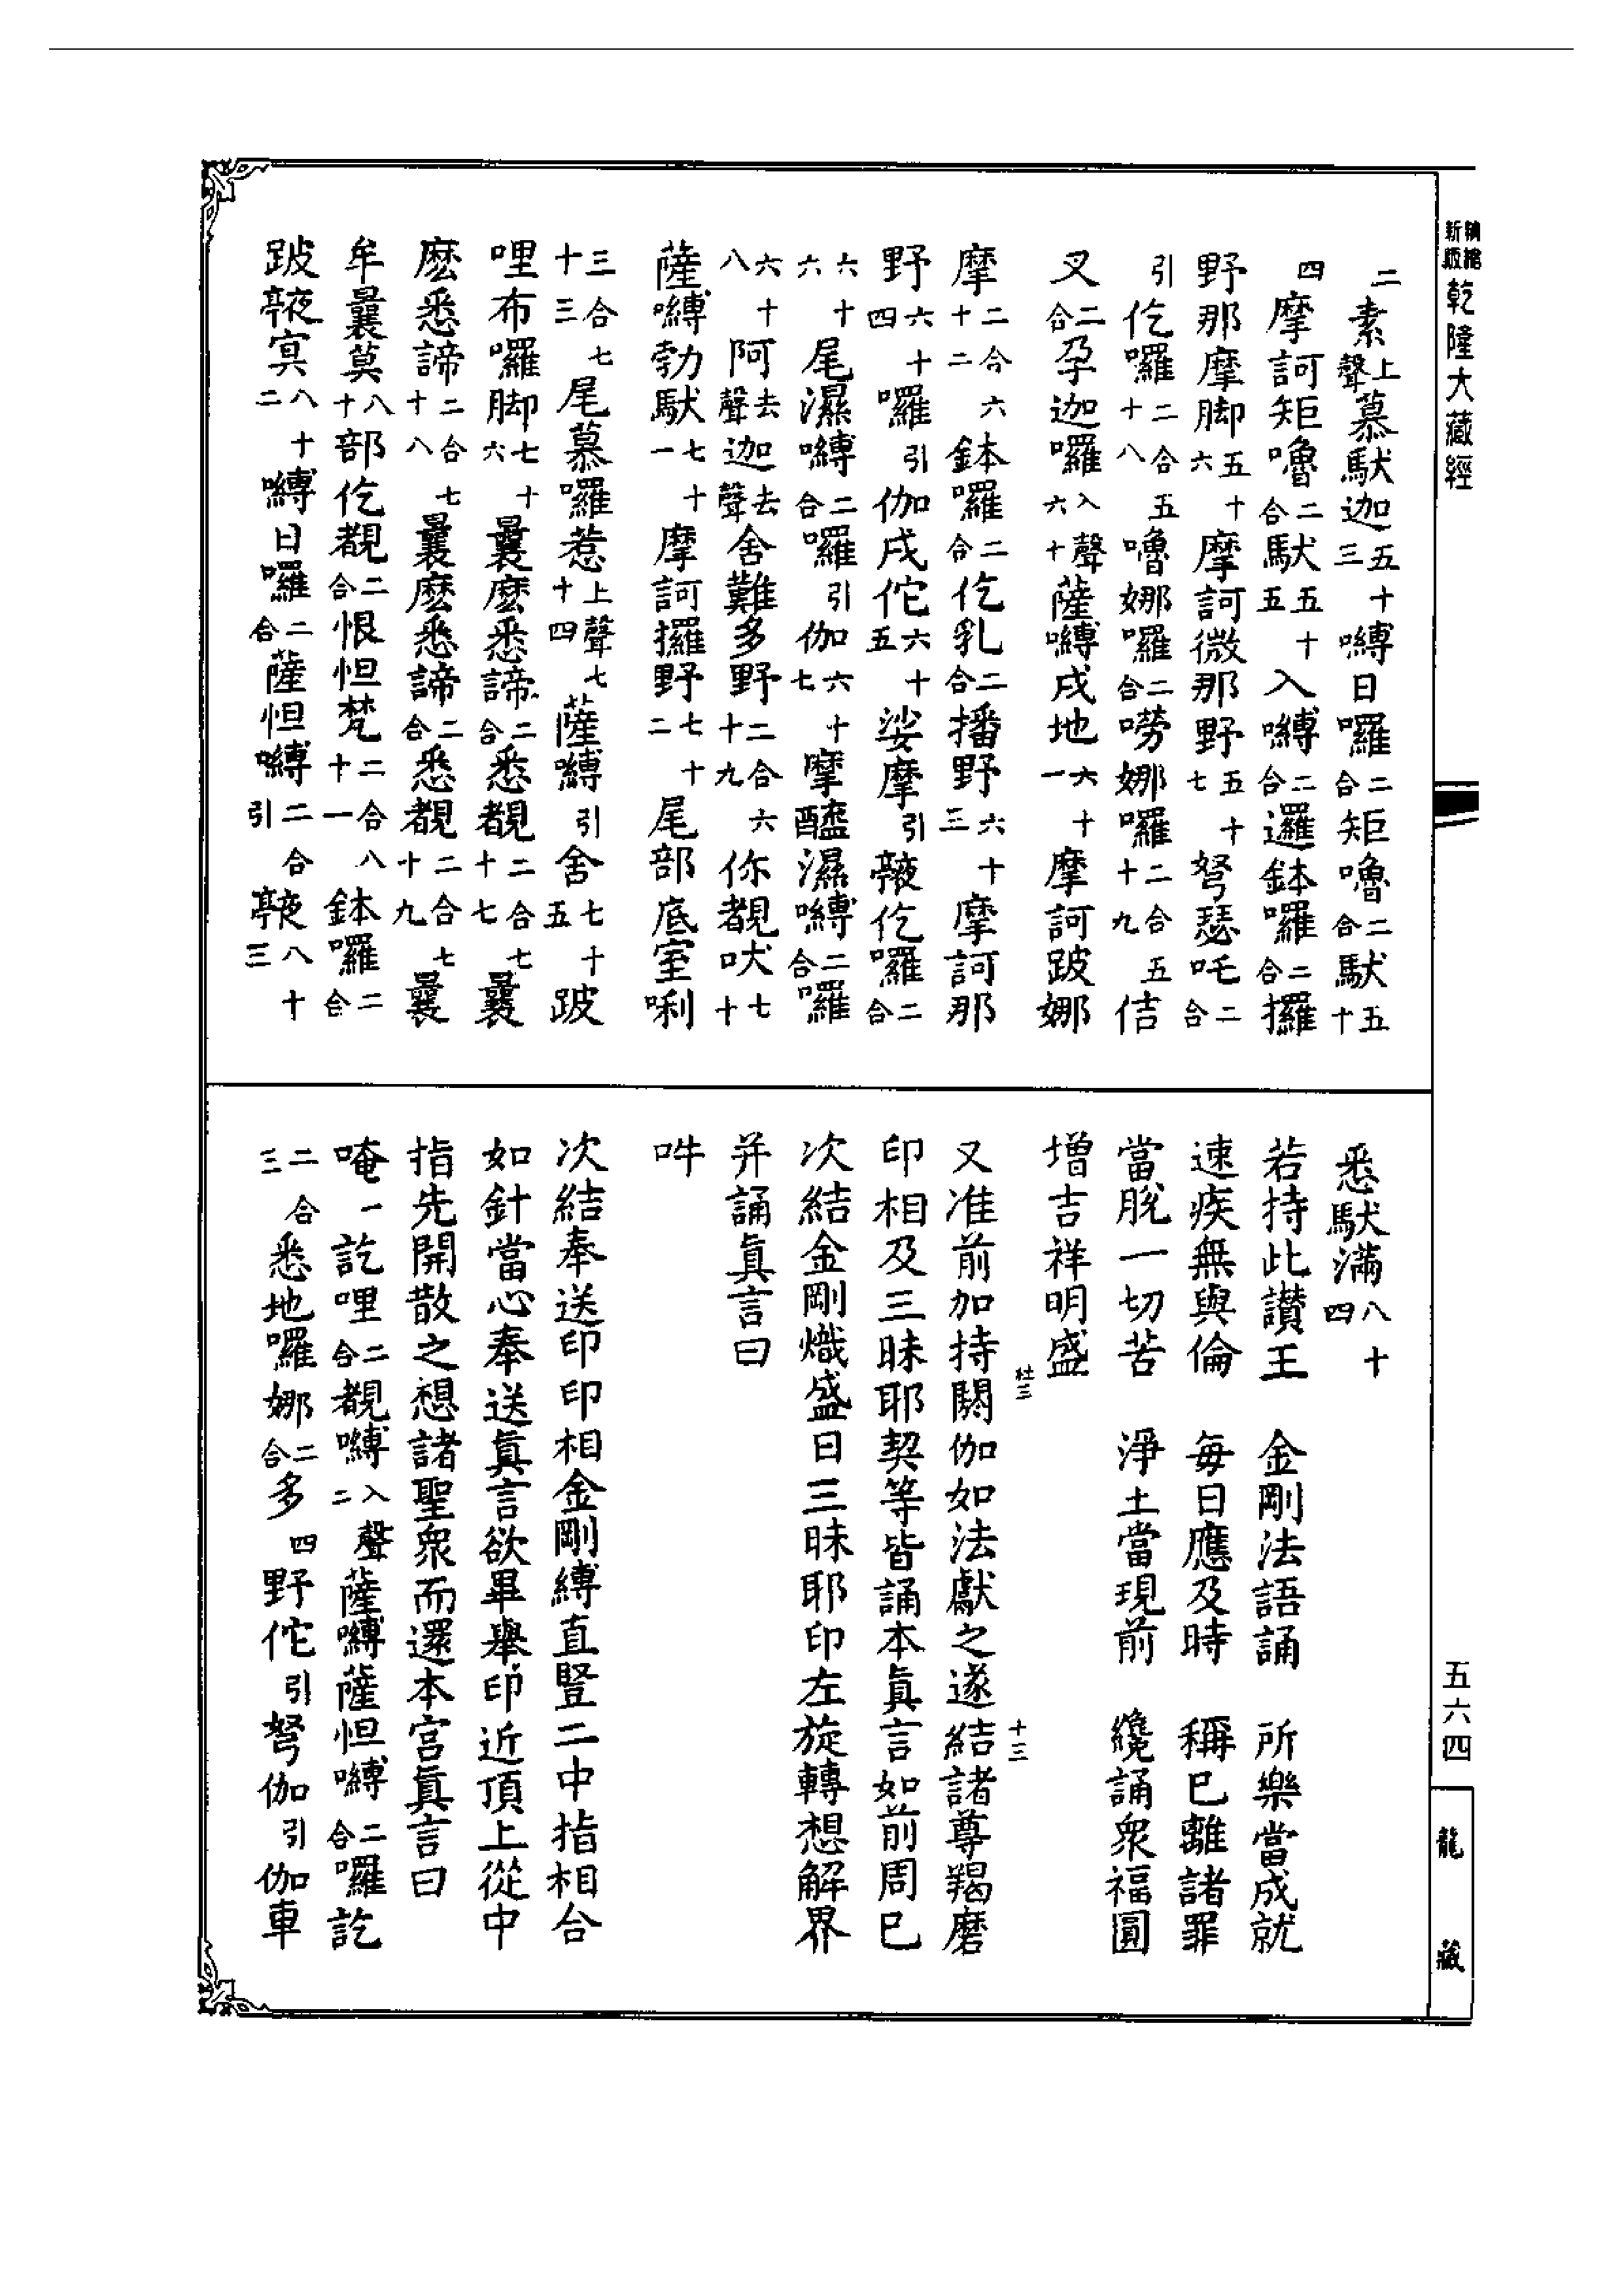 新版精縮
乾隆大藏經
二素上聲慕馱迦五十三嚩日囉二合矩嚕二合馱五十
四摩訶矩嚕二合馱五十五入嚩二合邏鉢囉二合攞
野那摩脚五十六摩訶微那野五十七弩瑟吒二合
引仡囉二合五十八嚕娜囉二合嘮娜囉二合五十九佶
叉二合孕迦囉入聲六十薩嚩戌地六十一摩訶跛娜
摩二合六十二鉢囉二合仡乳二合播野六十三摩訶那
野六十四囉引伽戌佗六十五娑摩引𩕳仡囉二合
六十六尾濕嚩二合囉引伽六十七摩醯濕嚩二合囉
六十八阿去聲迦去聲舍難多野二合六十九你覩吠七十
薩嚩勃馱七十一摩訶攞野七十二尾部底室唎
三合七十三尾慕囉惹上聲七十四薩嚩引舍七十五跛
哩布囉脚七十六曩麽悉諦二合悉覩二合七十七曩
麽悉諦二合七十八曩麽悉諦二合悉覩二合七十九曩
牟曩莫八十部仡覩二合恨怛梵二合八十一鉢囉二合
跛寞八十二嚩日囉二合薩怛嚩二合引八十三
悉馱滿八十四
若持此讚王　金剛法語誦　所樂當成就
速疾無與倫　每日應及時　稱已離諸罪
當脫一切苦　淨土當現前　纔誦衆福圓
增吉祥明盛
又准前加持閼伽如法獻之遂結諸尊羯磨
印相及三昧耶契等皆誦本眞言如前周已
次結金剛熾盛日三昧耶印左旋轉想解界
并誦眞言曰
吽
次結奉送印印相金剛縛直豎二中指相合
如針當心奉送眞言欲畢舉印近頂上從中
指先開散之想諸聖衆而還本宮眞言曰
唵一訖哩二合覩嚩入聲二薩嚩薩怛嚩二合囉訖
二合三悉地囉娜二合多四野佗引弩伽引伽車
十三
五六四
龍藏